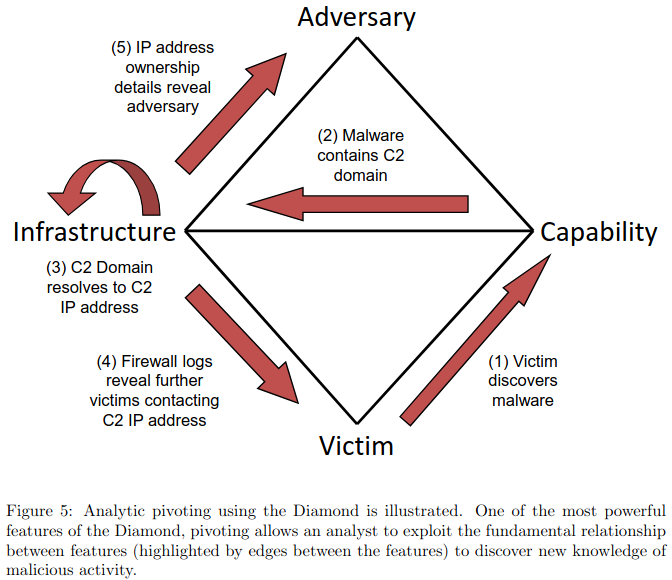 Adversary
(5) IP address
ownership
details reveal
adversary
(2) Malware
contains C2
domain
Infrastructure
Capability
(3) C2 Domain
resolves to C2
IP address
(4) Firewall logs
reveal further
victims contacting
C2 IP address
(1) Victim
discovers
malware
Victim
Figure 5: Analytic pivoting using the Diamond is illustrated. One of the most powerful
features of the Diamond, pivoting allows an analyst to exploit the fundamental relationship
between features (highlighted by edges between the features) to discover new knowledge of
malicious activity.